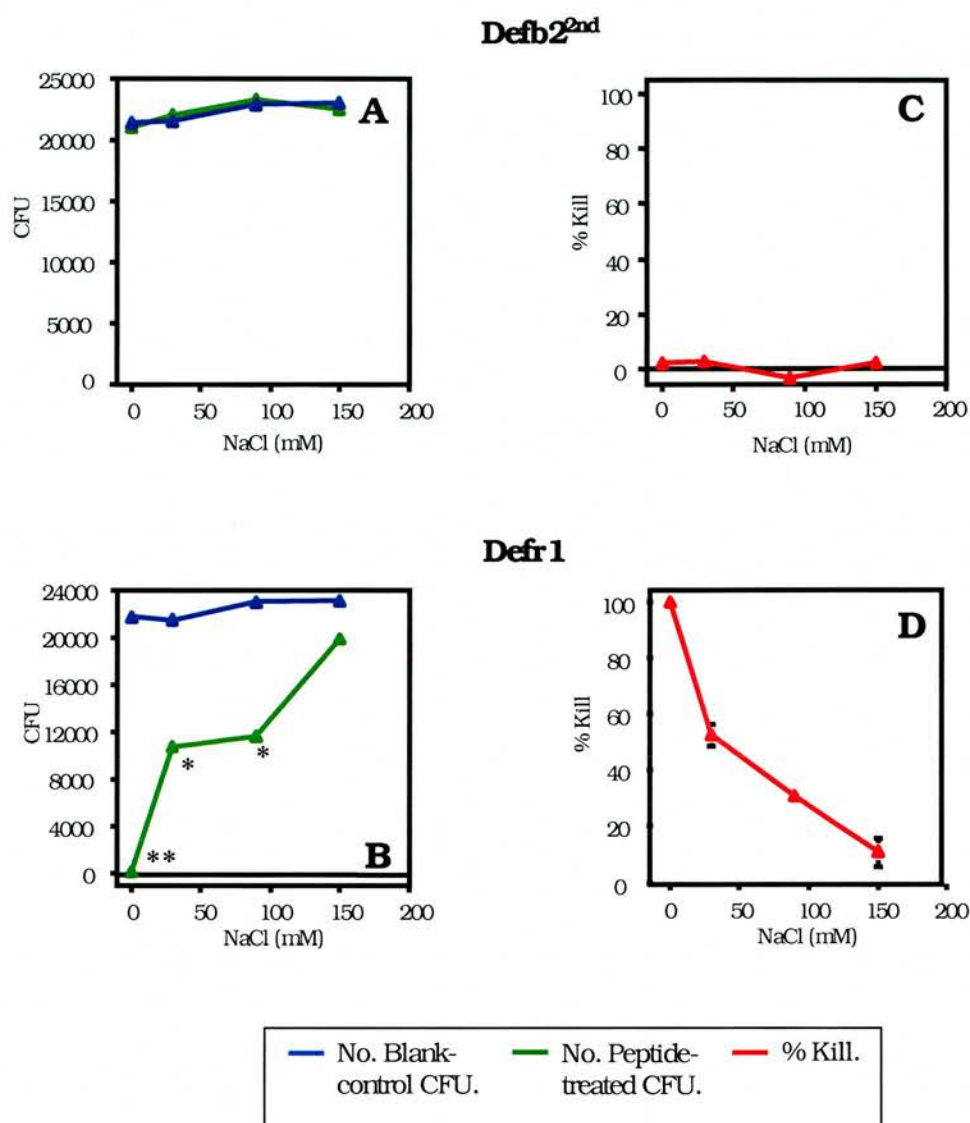 Defb2^2nd
25000
20000
15000
10000
5000
0
CFU
A
0 50 100 150 200
NaCl (mM)
100
80
60
40
20
0
% Kill
C
0 50 100 150 200
NaCl (mM)
Defr1
24000
20000
16000
12000
8000
4000
0
CFU
*
*
**
B
0 50 100 150 200
NaCl (mM)
100
80
60
40
20
0
% Kill
D
0 50 100 150 200
NaCl (mM)
No. Blank-
control CFU.
No. Peptide-
treated CFU.
% Kill.